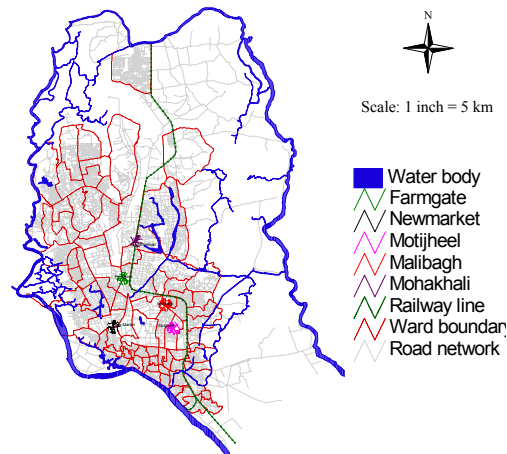 N
Scale: 1 inch = 5 km
Water body
Farmgate
Newmarket
Motijheel
Malibagh
Mohakhali
Railway line
Ward boundary
Road network